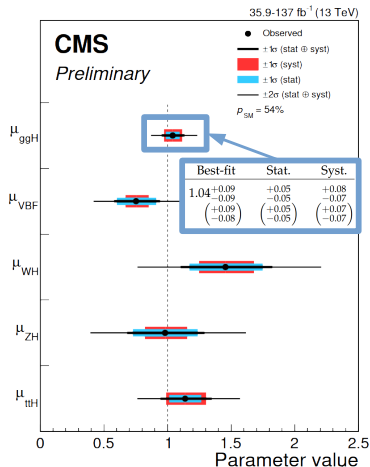 35.9-137 fb⁻¹ (13 TeV)
CMS
Preliminary
Observed
±1σ (stat ⊕ syst)
±1σ (syst)
±1σ (stat)
±2σ (stat ⊕ syst)
p_SM = 54%
μ_ggH
Best-fit Stat. Syst.
1.04 +0.09 +0.05 +0.08
-0.09 -0.05 -0.07
(+0.09 (+0.05 (+0.07
-0.08) -0.05) -0.07)
μ_VBF
μ_WH
μ_ZH
μ_ttH
0 0.5 1 1.5 2 2.5
Parameter value